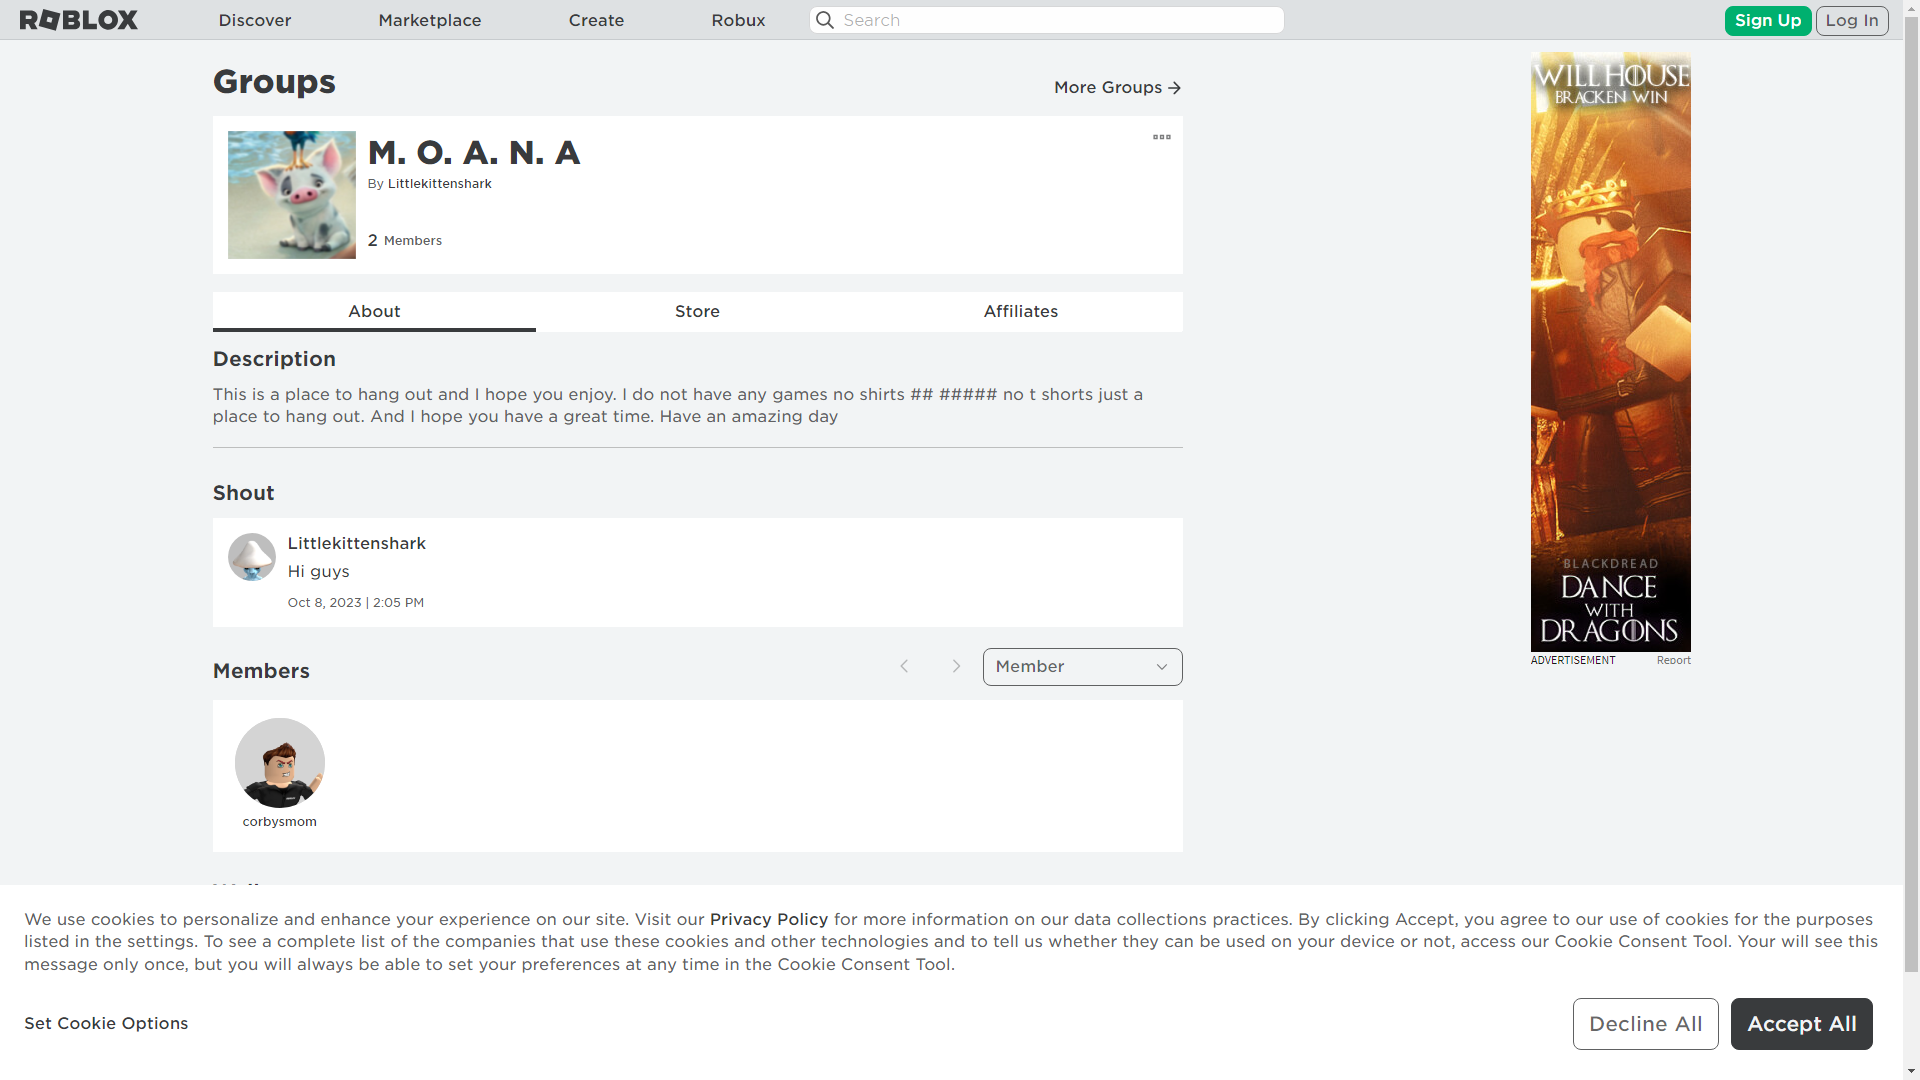 ROBLOX
Discover
Marketplace
Create
Robux
Search
Sign Up
Log In
Groups
More Groups
M. O. A. N. A
By Littlekittenshark
2 Members
About
Store
Affiliates
Description
This is a place to hang out and I hope you enjoy. I do not have any games no shirts ## ##### no t shorts just a
place to hang out. And I hope you have a great time. Have an amazing day
Shout
Littlekittenshark
Hi guys
Oct 8, 2023 | 2:05 PM
Members
Member
corbysmom
WILL HOUSE
BRACKEN WIN
BLACKDREAD
DANCE
WITH
DRAGONS
ADVERTISEMENT
Report
We use cookies to personalize and enhance your experience on our site. Visit our Privacy Policy for more information on our data collections practices. By clicking Accept, you agree to our use of cookies for the purposes
listed in the settings. To see a complete list of the companies that use these cookies and other technologies and to tell us whether they can be used on your device or not, access our Cookie Consent Tool. Your will see this
message only once, but you will always be able to set your preferences at any time in the Cookie Consent Tool.
Set Cookie Options
Decline All
Accept All